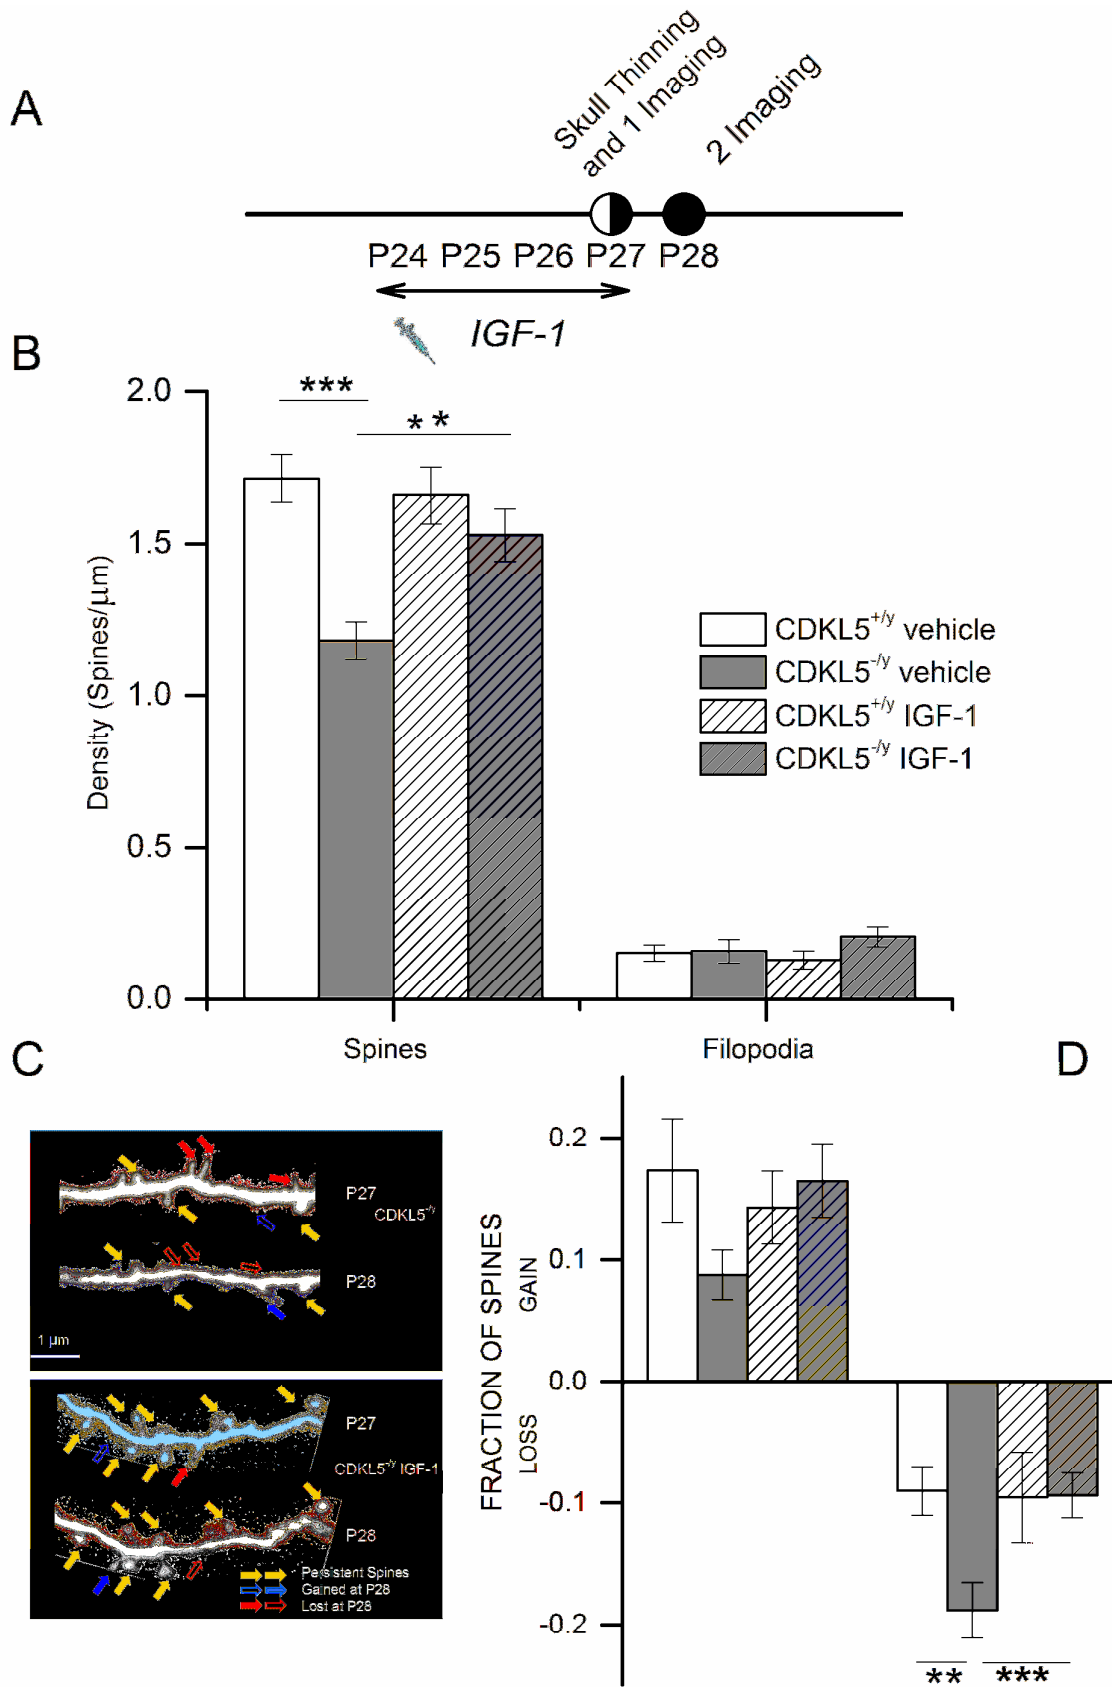 A
Skull Thinning
and 1 Imaging
2 Imaging
P24 P25 P26 P27 P28
IGF-1
B
***
**
2.0
1.5
1.0
0.5
0.0
Density (Spines/µm)
CDKL5+/y vehicle
CDKL5-/y vehicle
CDKL5+/y IGF-1
CDKL5-/y IGF-1
Spines Filopodia
C
P27
CDKL5-/y
P28
1 µm
P27
CDKL5-/y IGF-1
P28
Persistent Spines
Gained at P28
Lost at P28
D
0.2
0.1
0.0
-0.1
-0.2
FRACTION OF SPINES
LOSS GAIN
** ***